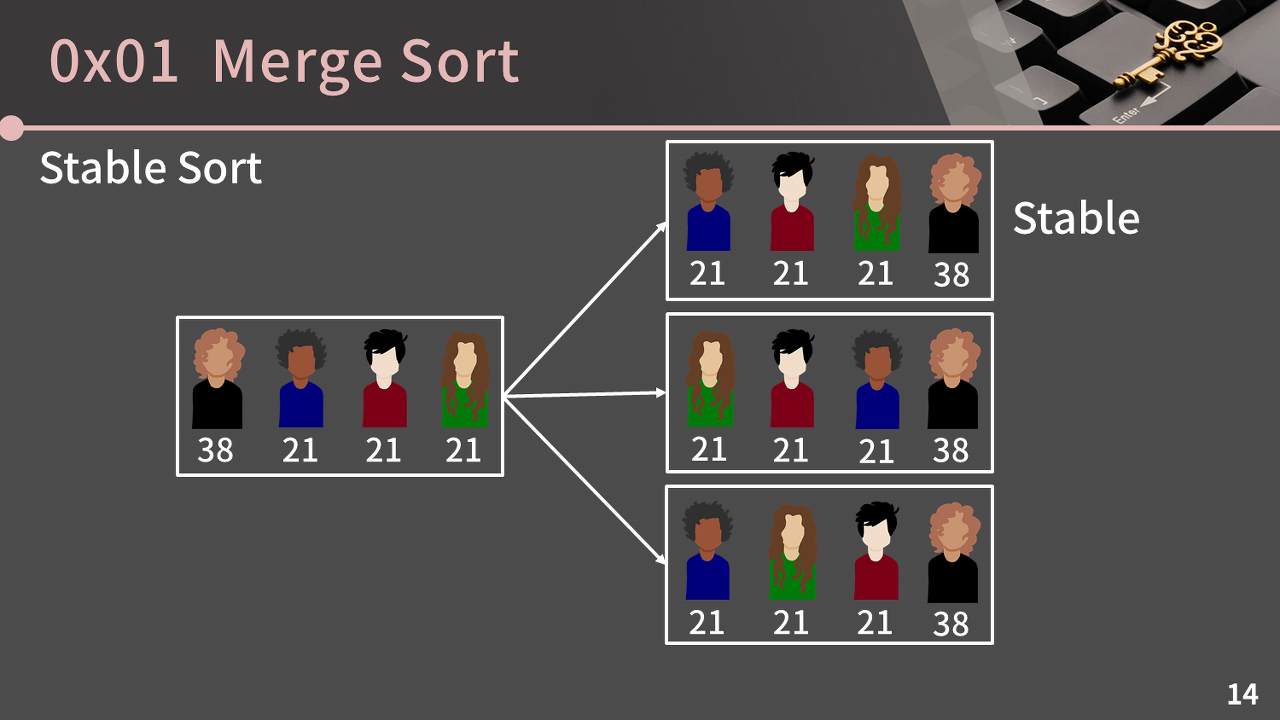 0x01 Merge Sort
Stable Sort
Stable
38 21 21 21
21 21 21 38
21 21 21 38
21 21 21 38
Enter
14